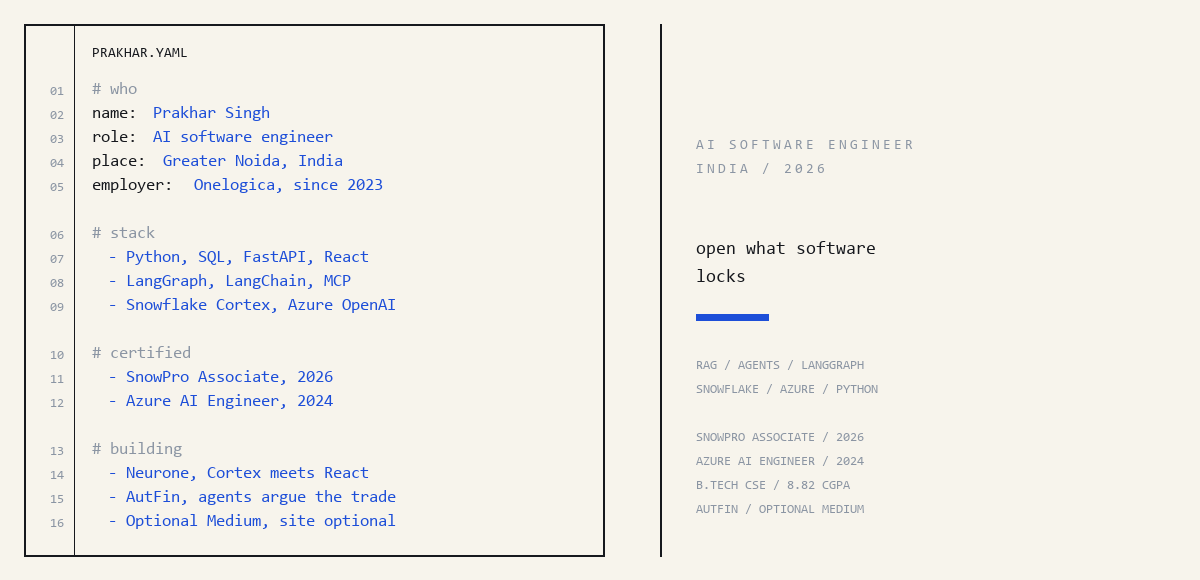 PRAKHAR.YAML
01 # who
02 name: Prakhar Singh
03 role: AI software engineer
04 place: Greater Noida, India
05 employer: Onelogica, since 2023
06 # stack
07 - Python, SQL, FastAPI, React
08 - LangGraph, LangChain, MCP
09 - Snowflake Cortex, Azure OpenAI
10 # certified
11 - SnowPro Associate, 2026
12 - Azure AI Engineer, 2024
13 # building
14 - Neurone, Cortex meets React
15 - AutFin, agents argue the trade
16 - Optional Medium, site optional
AI SOFTWARE ENGINEER
INDIA / 2026
open what software
locks
RAG / AGENTS / LANGGRAPH
SNOWFLAKE / AZURE / PYTHON
SNOWPRO ASSOCIATE / 2026
AZURE AI ENGINEER / 2024
B.TECH CSE / 8.82 CGPA
AUTFIN / OPTIONAL MEDIUM